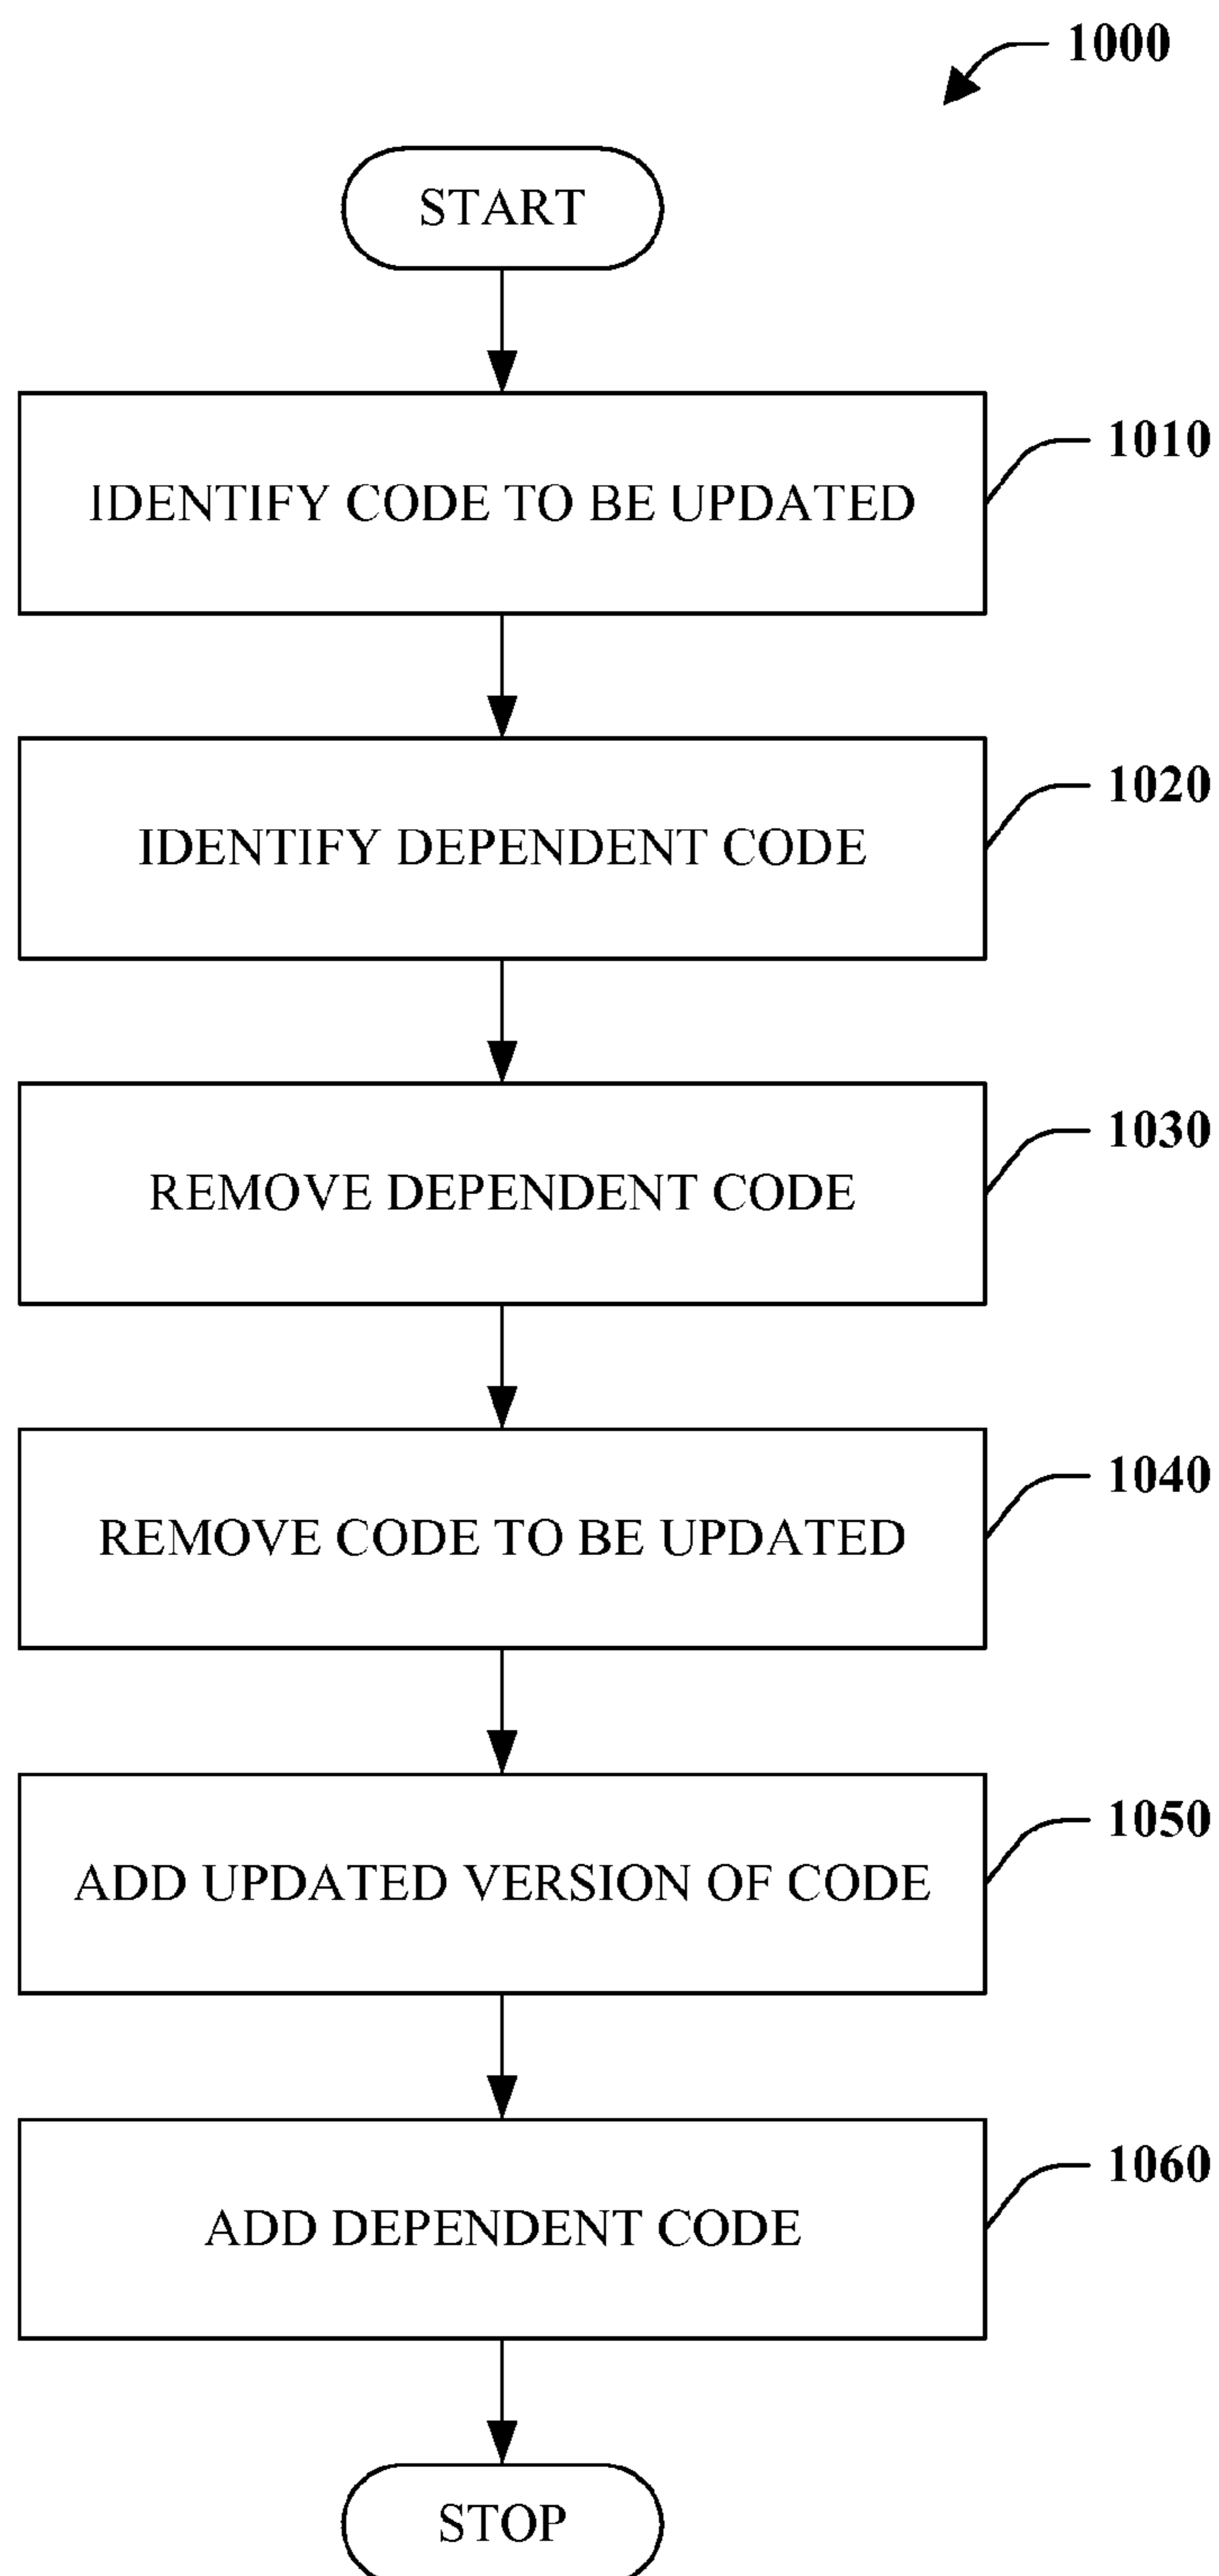 1000
START
IDENTIFY CODE TO BE UPDATED
1010
IDENTIFY DEPENDENT CODE
1020
REMOVE DEPENDENT CODE
1030
REMOVE CODE TO BE UPDATED
1040
ADD UPDATED VERSION OF CODE
1050
ADD DEPENDENT CODE
1060
STOP